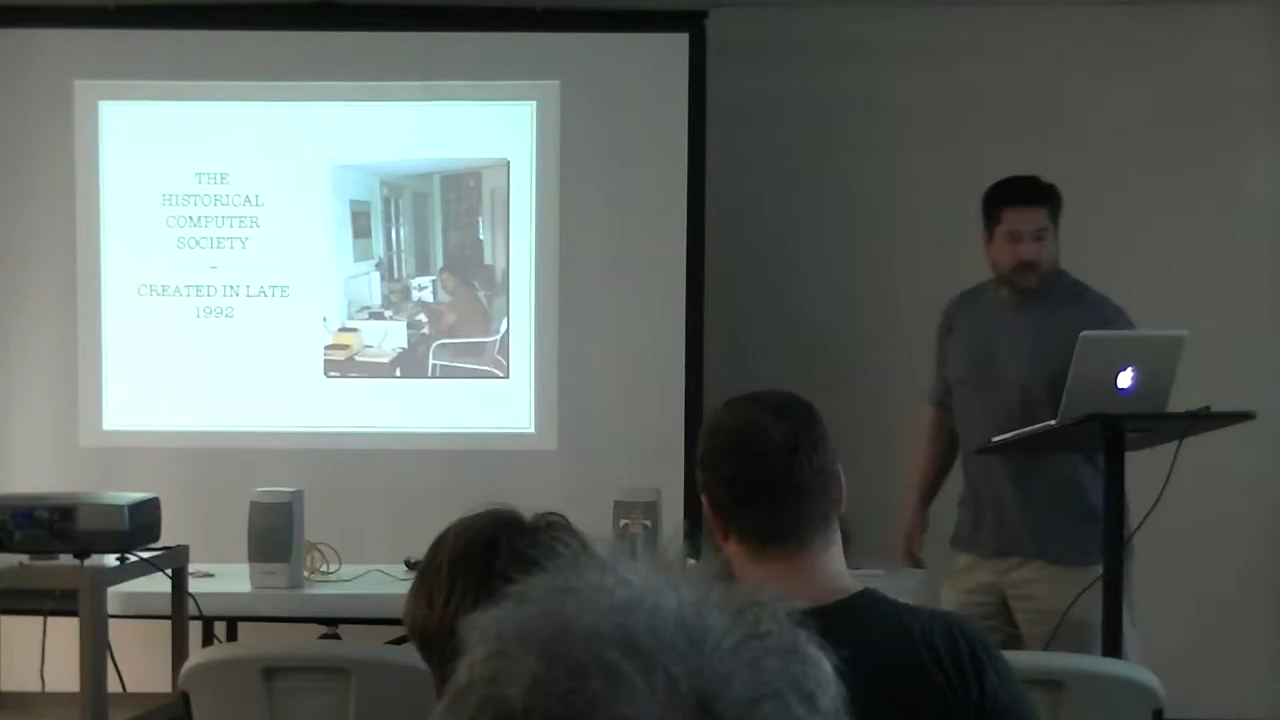 THE
HISTORICAL
COMPUTER
SOCIETY
–
CREATED IN LATE
1992